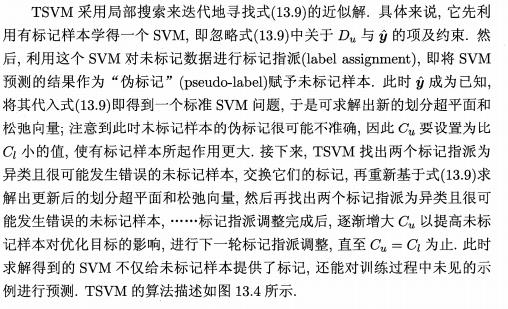 TSVM 采用局部搜索来迭代地寻找式(13.9)的近似解. 具体来说, 它先利
用有标记样本学得一个 SVM, 即忽略式(13.9)中关于 Du 与 ŷ 的项及约束. 然
后, 利用这个 SVM 对未标记数据进行标记指派(label assignment), 即将 SVM
预测的结果作为“伪标记”(pseudo-label)赋予未标记样本. 此时 ŷ 成为已知,
将其代入式(13.9)即得到一个标准 SVM 问题, 于是可求解出新的划分超平面和
松弛向量; 注意到此时未标记样本的伪标记很可能不准确, 因此 Cu 要设置为比
Cl 小的值, 使有标记样本所起作用更大. 接下来, TSVM 找出两个标记指派为
异类且很可能发生错误的未标记样本, 交换它们的标记, 再重新基于式(13.9)求
解出更新后的划分超平面和松弛向量, 然后再找出两个标记指派为异类且很可
能发生错误的未标记样本, ……标记指派调整完成后, 逐渐增大 Cu 以提高未标
记样本对优化目标的影响, 进行下一轮标记指派调整, 直至 Cu = Cl 为止. 此时
求解得到的 SVM 不仅给未标记样本提供了标记, 还能对训练过程中未见的示
例进行预测. TSVM 的算法描述如图 13.4 所示.